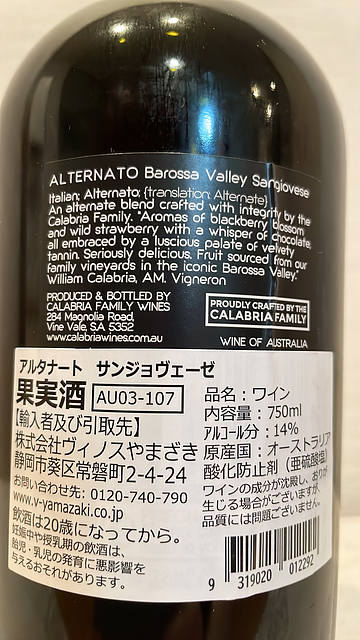 ALTERNATO Barossa Valley Sangiovese
Italian: Alternato: {translation: Alternate}
An alternate blend crafted with integrity by the
Calabria Family. "Aromas of blackberry blossom
and wild strawberry with a whisper of chocolate,
all embraced by a luscious palate of velvety
tannin. Seriously delicious. Fruit sourced from our
family vineyards in the iconic Barossa Valley."
William Calabria, AM. Vigneron
PRODUCED & BOTTLED BY
CALABRIA FAMILY WINES
284 Magnolia Road,
Vine Vale, SA 5352
www.calabriawines.com.au
PROUDLY CRAFTED BY THE
CALABRIA FAMILY
WINE OF AUSTRALIA
アルタナート サンジョヴェーゼ
果実酒 AU03-107
【輸入者及び引取先】
株式会社ヴィノスやまざき
静岡市葵区常磐町2-4-24
お問い合わせ先: 0120-740-790
www.v-yamazaki.co.jp
飲酒は20歳になってから。
妊娠中や授乳期の飲酒は、
胎児・乳児の発育に悪影響を
与えるおそれがあります。
品名：ワイン
内容量：750ml
アルコール分：14%
原産国：オーストラリア
酸化防止剤（亜硫酸塩）
ワインの成分が沈殿し、おりが
生じる場合がございますが、
品質には問題ございません。
9 319020 012292